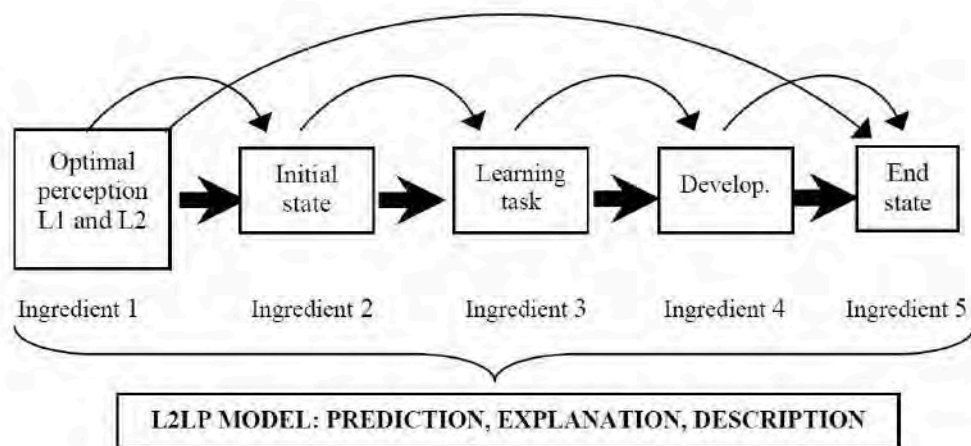 Optimal
perception
L1 and L2
Initial
state
Learning
task
Develop.
End
state
Ingredient 1
Ingredient 2
Ingredient 3
Ingredient 4
Ingredient 5
L2LP MODEL: PREDICTION, EXPLANATION, DESCRIPTION